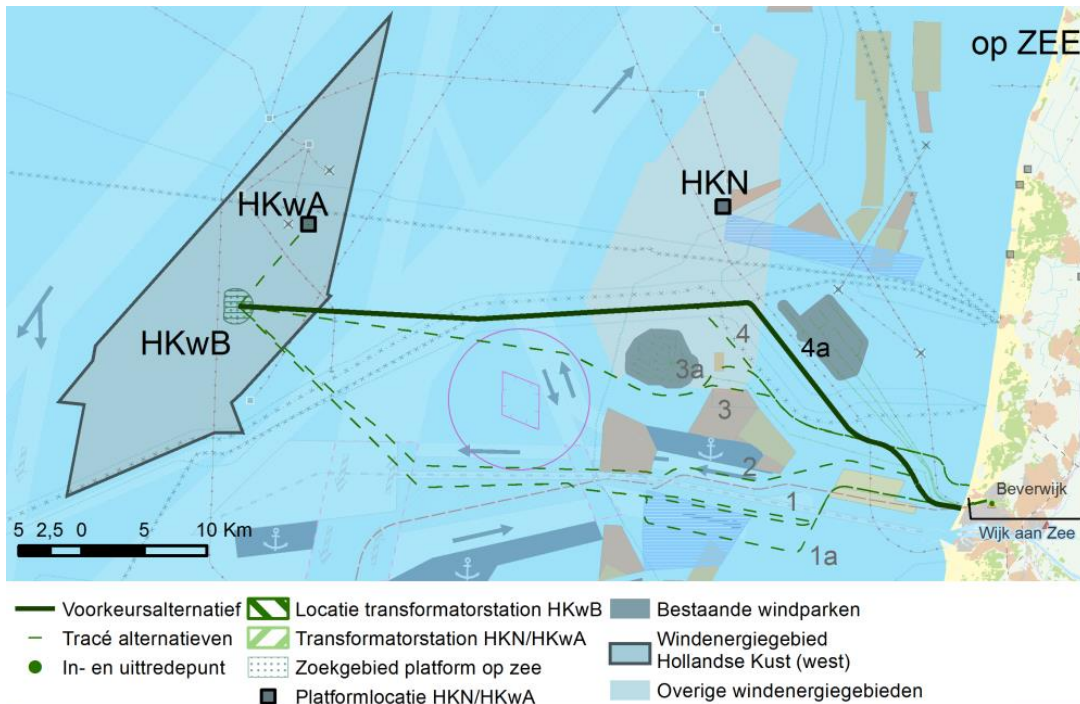 op ZEE
HKwA
HKN
HKwB
4
4a
3a
3
2
1
1a
Beverwijk
Wijk aan Zee
5 2,5 0 5 10 Km
Voorkeursalternatief
Tracé alternatieven
In- en uittredepunt
Locatie transformatorstation HKwB
Transformatorstation HKN/HKwA
Zoekgebied platform op zee
Platformlocatie HKN/HKwA
Bestaande windparken
Windenergiegebied
Hollandse Kust (west)
Overige windenergiegebieden